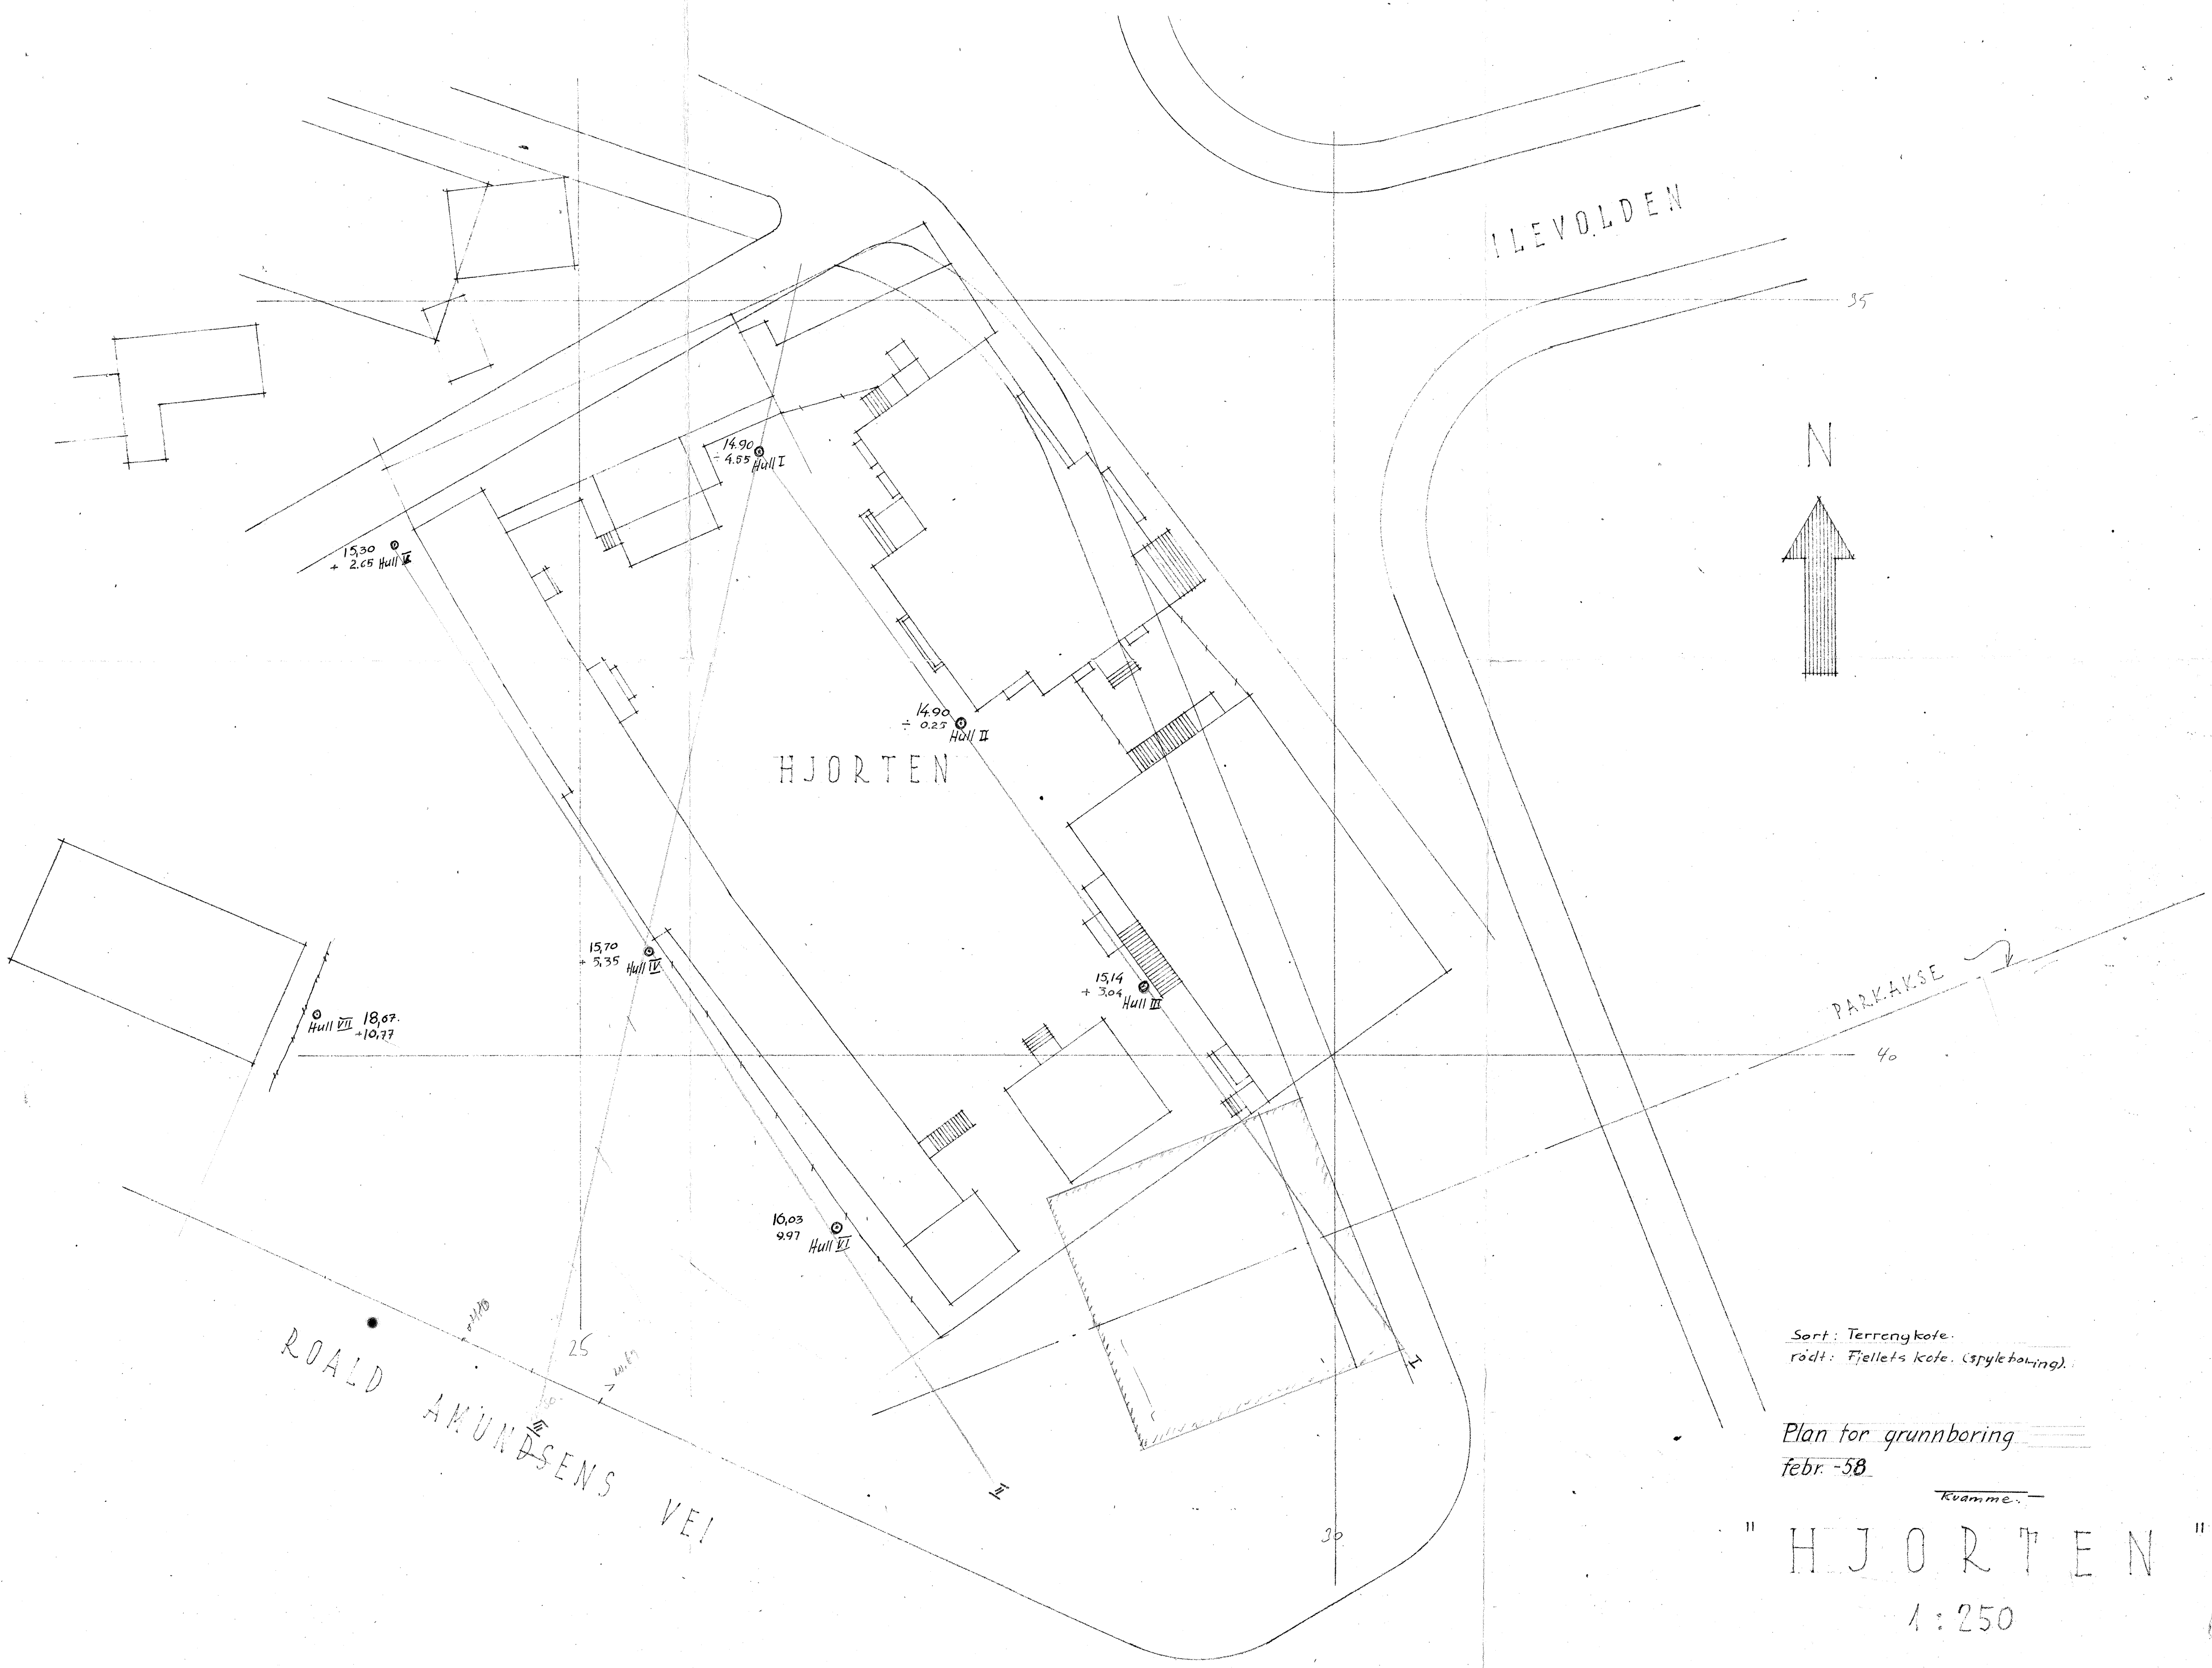 ILEVOLDEN
35
N
14.90
÷ 4.55 Hull I
15,30
+ 2.65 Hull
14.90
÷ 0.25
Hull II
HJORTEN
15,70
+ 5,35 Hull IV
15,14
+ 3,04
Hull III
PARKAKSE
Hull VII 18,67.
+10,77
40
16,03
9.97
Hull VI
25
ROALD AMUNDSENS VEI
I
II
III
30
Sort: Terrengkote.
rödt: Fjellets kote. (spyleboring).
Plan for grunnboring
febr. -58
Kvamme.
"HJORTEN"
1:250